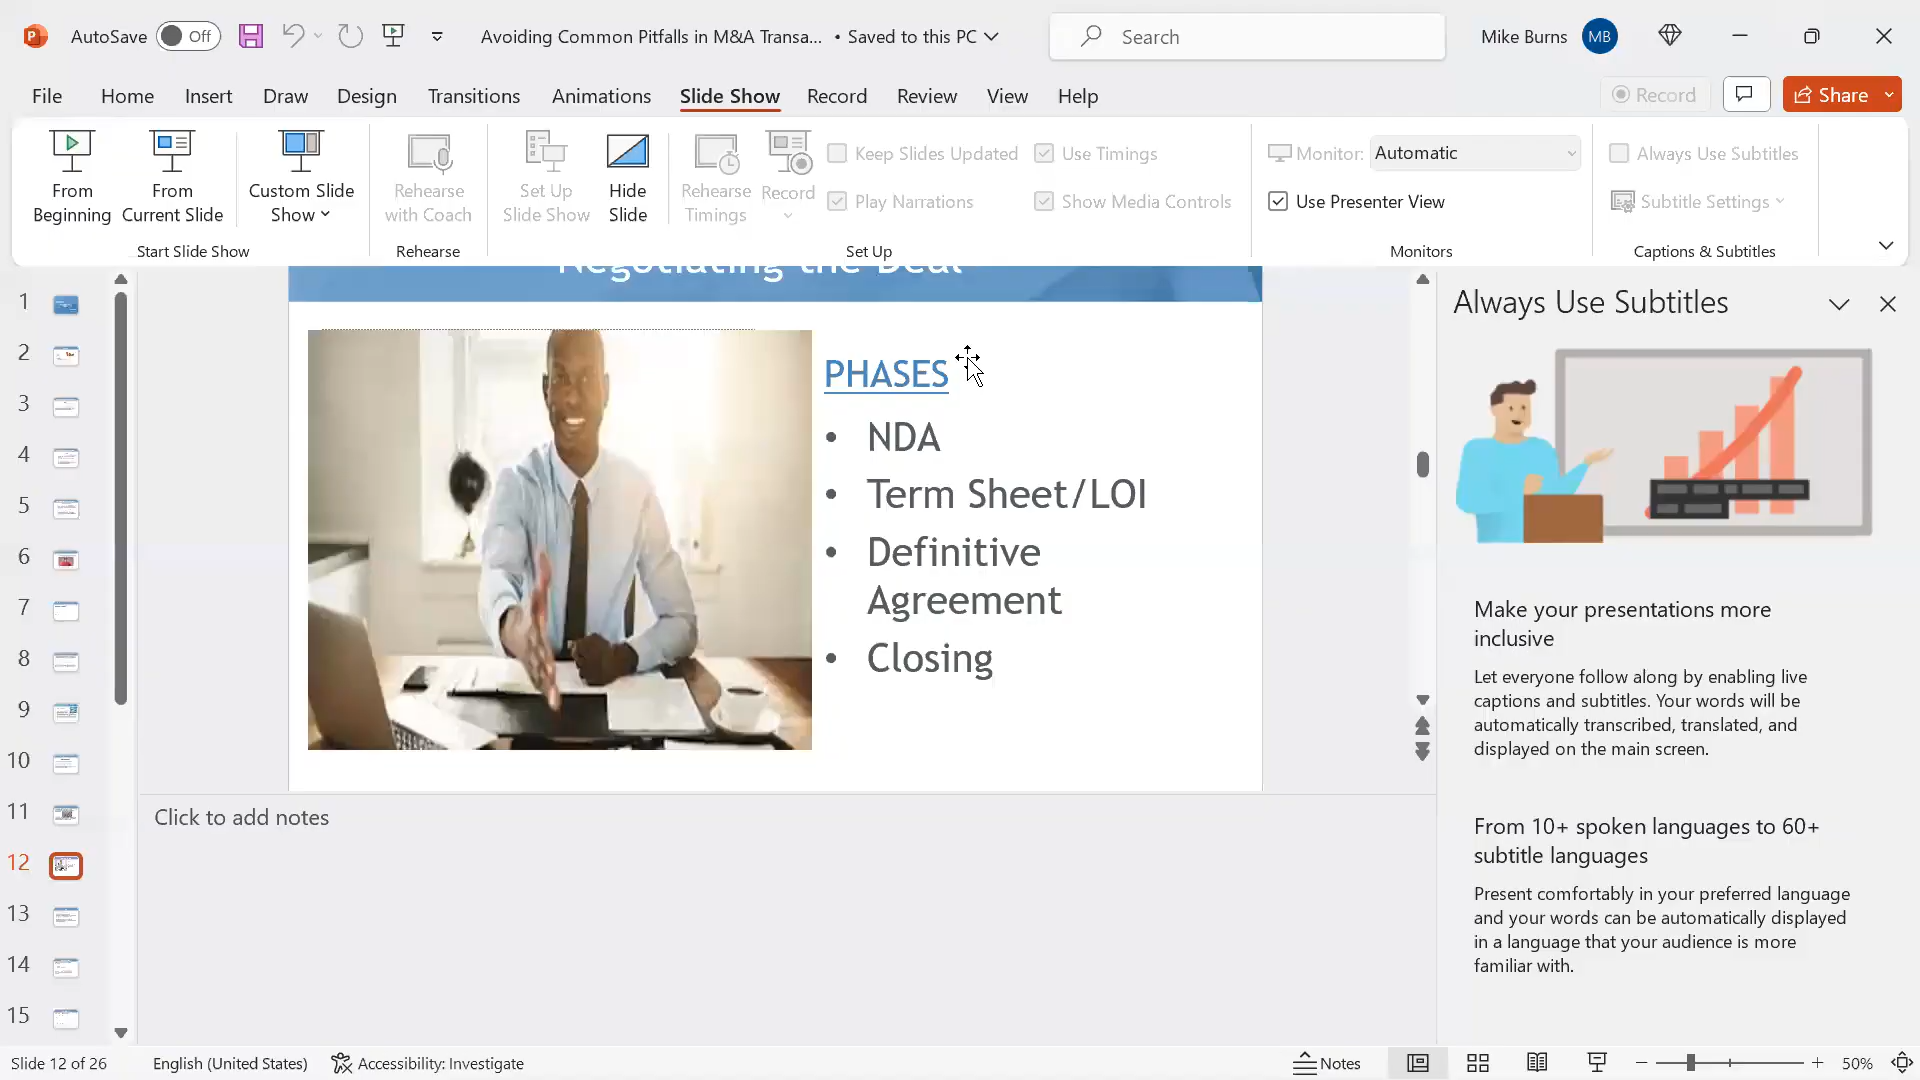 AutoSave Off Avoiding Common Pitfalls in M&A Transa... • Saved to this PC Search Mike Burns MB
File Home Insert Draw Design Transitions Animations Slide Show Record Review View Help Record Share
From Beginning
From Current Slide
Custom Slide Show
Start Slide Show
Rehearse with Coach
Rehearse
Set Up Slide Show
Hide Slide
Rehearse Timings
Record
Keep Slides Updated
Play Narrations
Use Timings
Show Media Controls
Set Up
Monitor: Automatic
Use Presenter View
Monitors
Always Use Subtitles
Subtitle Settings
Captions & Subtitles
1
2
3
4
5
6
7
8
9
10
11
12
13
14
15
Negotiating the Deal
PHASES
• NDA
• Term Sheet/LOI
• Definitive
Agreement
• Closing
Click to add notes
Always Use Subtitles
Make your presentations more
inclusive
Let everyone follow along by enabling live
captions and subtitles. Your words will be
automatically transcribed, translated, and
displayed on the main screen.
From 10+ spoken languages to 60+
subtitle languages
Present comfortably in your preferred language
and your words can be automatically displayed
in a language that your audience is more
familiar with.
Slide 12 of 26 English (United States) Accessibility: Investigate Notes 50%